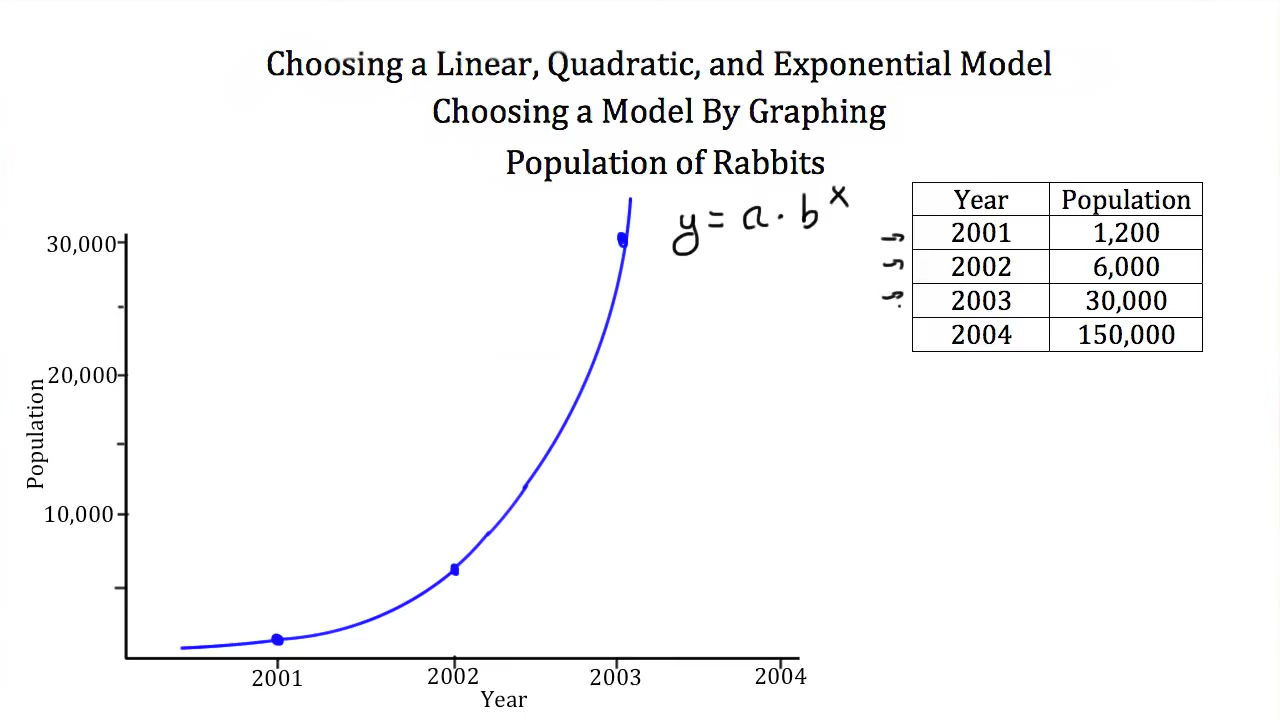 Choosing a Linear, Quadratic, and Exponential Model
Choosing a Model By Graphing
Population of Rabbits
y = a · b^x
Year Population
2001 1,200
2002 6,000
2003 30,000
2004 150,000
30,000
20,000
10,000
Population
2001 2002 2003 2004
Year